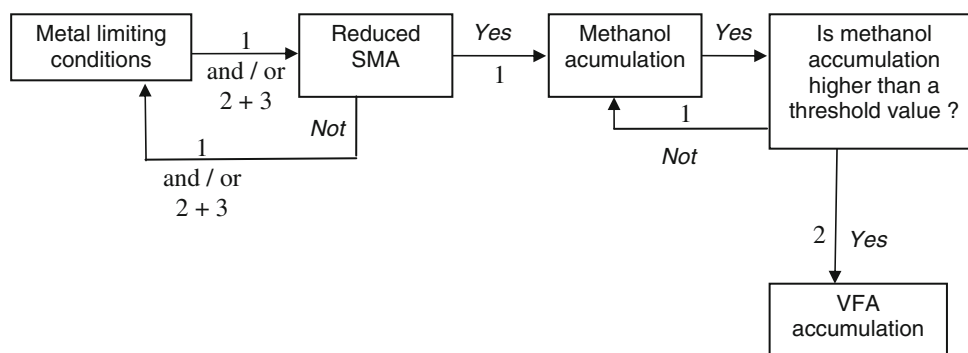 Metal limiting
conditions
1
and / or
2 + 3
Reduced
SMA
Yes
1
Methanol
acumulation
Yes
Is methanol
accumulation
higher than a
threshold value ?
Not
1
and / or
2 + 3
1
Not
2
Yes
VFA
accumulation